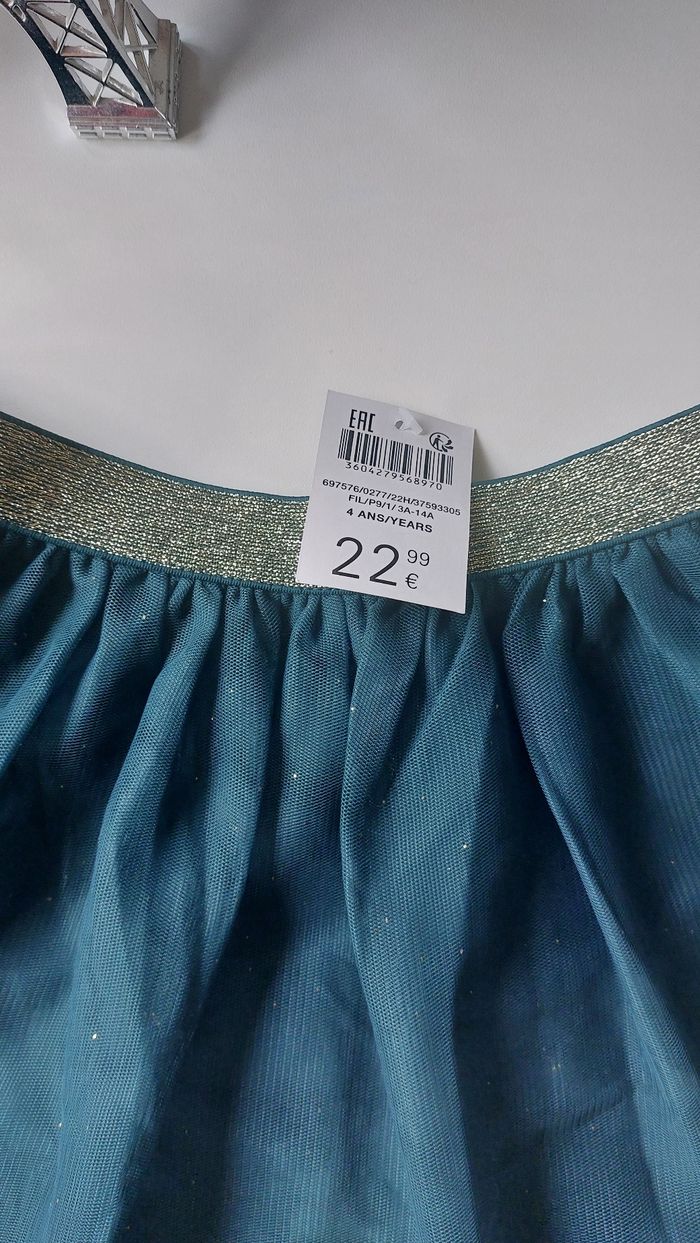 EAC
3604279568970
697576/0277/22H/37593305
FIL/P9/1/3A-14A
4 ANS/YEARS
22 99 €